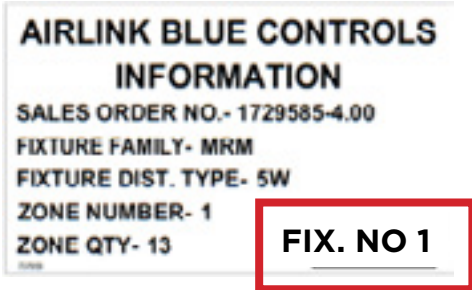 AIRLINK BLUE CONTROLS
INFORMATION
SALES ORDER NO.- 1729585-4.00
FIXTURE FAMILY- MRM
FIXTURE DIST. TYPE- 5W
ZONE NUMBER- 1
ZONE QTY- 13
FIX. NO 1